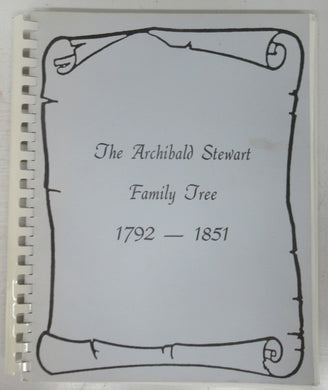 The Archibald Stewart
Family Tree
1792 — 1851